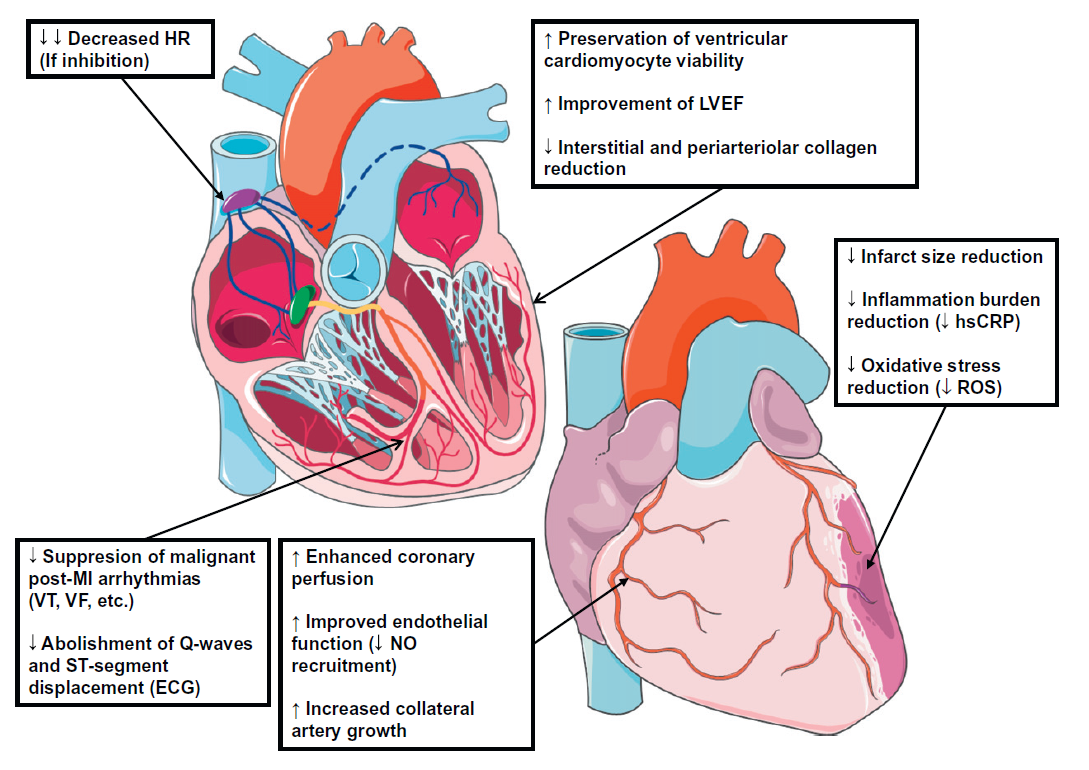 ↓↓ Decreased HR
(If inhibition)
↑ Preservation of ventricular
cardiomyocyte viability
↑ Improvement of LVEF
↓ Interstitial and periarteriolar collagen
reduction
↓ Infarct size reduction
↓ Inflammation burden
reduction (↓ hsCRP)
↓ Oxidative stress
reduction (↓ ROS)
↓ Suppresion of malignant
post-MI arrhythmias
(VT, VF, etc.)
↓ Abolishment of Q-waves
and ST-segment
displacement (ECG)
↑ Enhanced coronary
perfusion
↑ Improved endothelial
function (↓ NO
recruitment)
↑ Increased collateral
artery growth